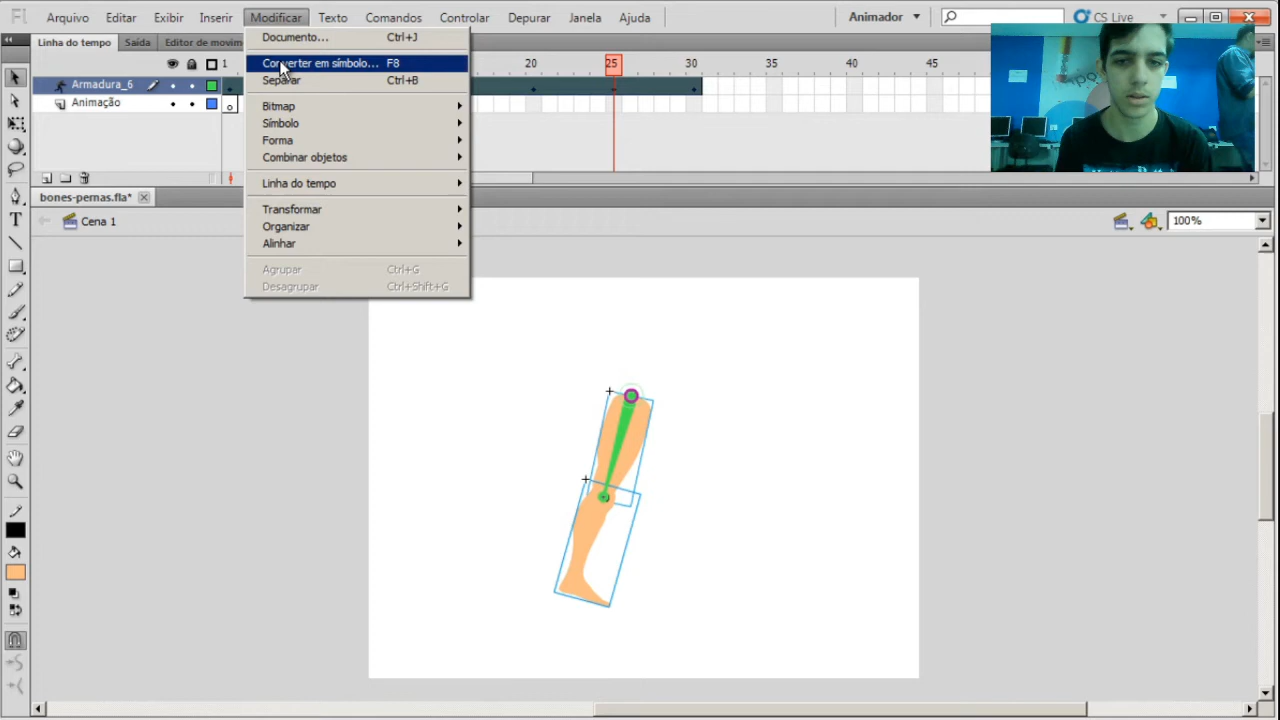 Fl Arquivo Editar Exibir Inserir Modificar Texto Comandos Controlar Depurar Janela Ajuda Animador CS Live
Linha do tempo Saída Editor de movim
Documento... Ctrl+J
Converter em símbolo... F8
Separar Ctrl+B
Bitmap
Símbolo
Forma
Combinar objetos
Linha do tempo
Transformar
Organizar
Alinhar
Agrupar Ctrl+G
Desagrupar Ctrl+Shift+G
1 20 25 30 35 40 45
Armadura_6
Animação
bones-pernas.fla*
Cena 1
100%